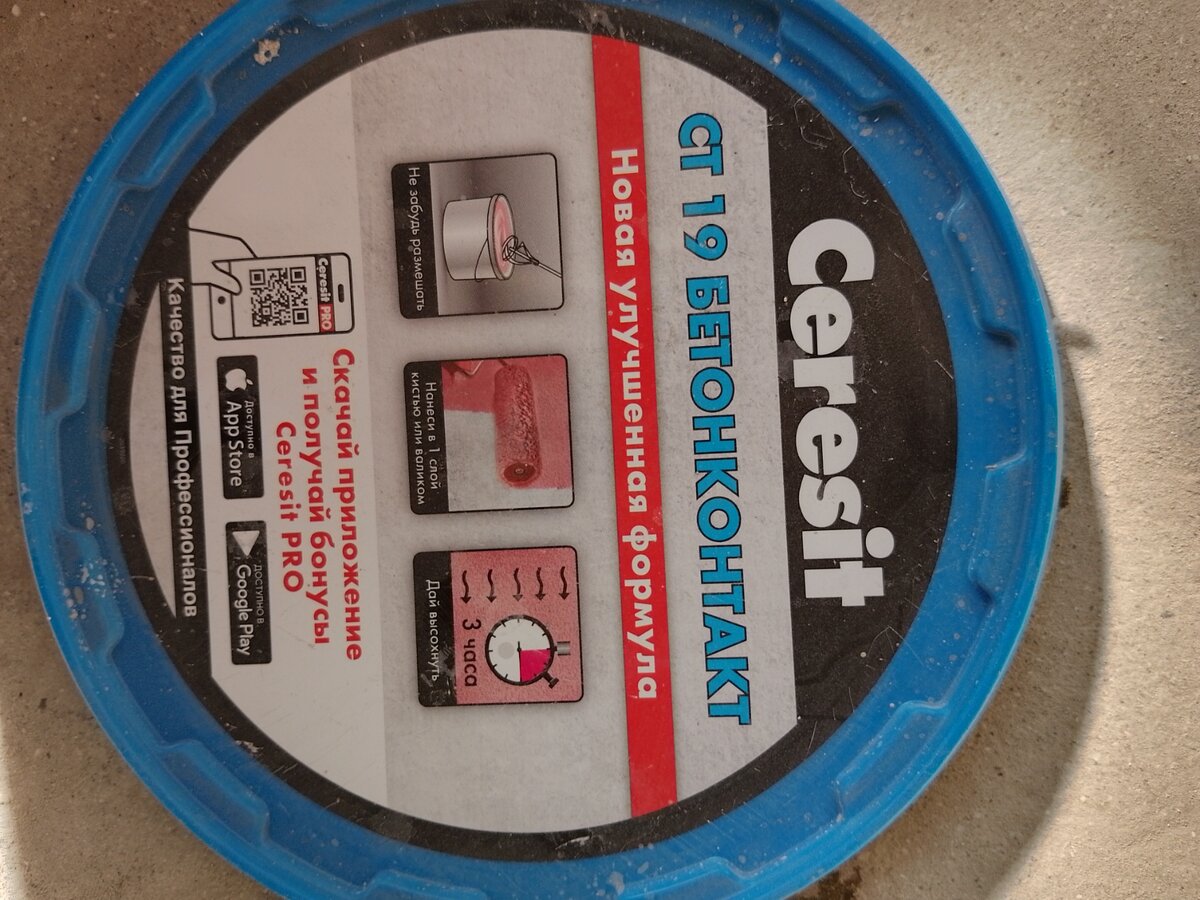 Ceresit
СТ 19 БЕТОНКОНТАКТ
Новая улучшенная формула
Не забудь размешать
Нанеси в 1 слой
кистью или валиком
3 часа
Дай высохнуть
Ceresit PRO
Скачай приложение
и получай бонусы
Ceresit PRO
Доступно в
App Store
ДОСТУПНО В
Google Play
Качество для Профессионалов